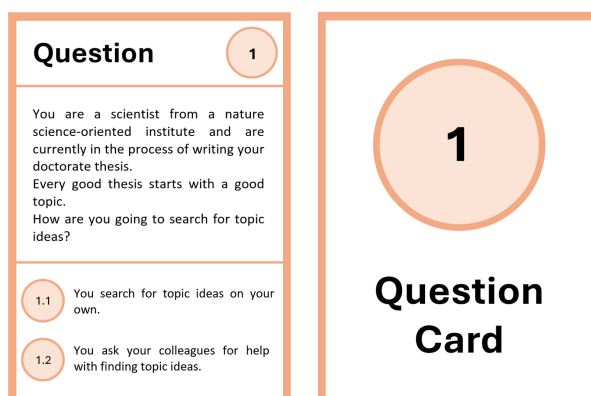 Question
1
You are a scientist from a nature
science-oriented institute and are
currently in the process of writing your
doctorate thesis.
Every good thesis starts with a good
topic.
How are you going to search for topic
ideas?
1.1
You search for topic ideas on your
own.
1.2
You ask your colleagues for help
with finding topic ideas.
1
Question
Card